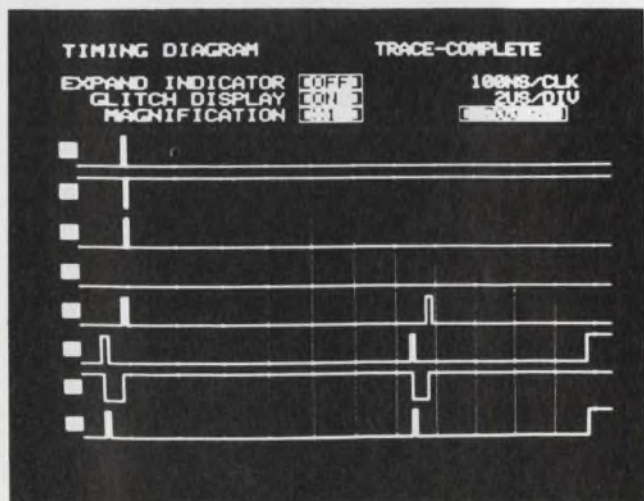 TIMING DIAGRAM TRACE-COMPLETE
EXPAND INDICATOR [OFF] 100NS/CLK
GLITCH DISPLAY [ON ] 2US/DIV
MAGNIFICATION